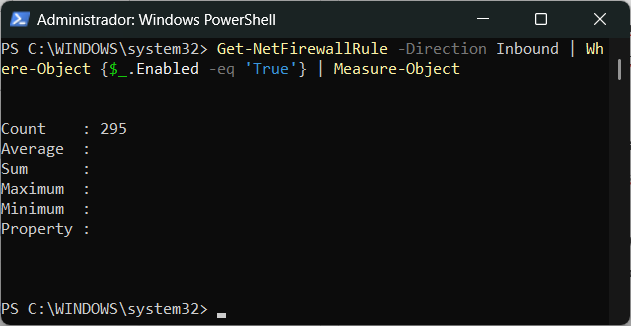 Administrador: Windows PowerShell
PS C:\WINDOWS\system32> Get-NetFirewallRule -Direction Inbound | Wh
ere-Object {$_.Enabled -eq 'True'} | Measure-Object
Count    : 295
Average  :
Sum      :
Maximum  :
Minimum  :
Property :
PS C:\WINDOWS\system32>